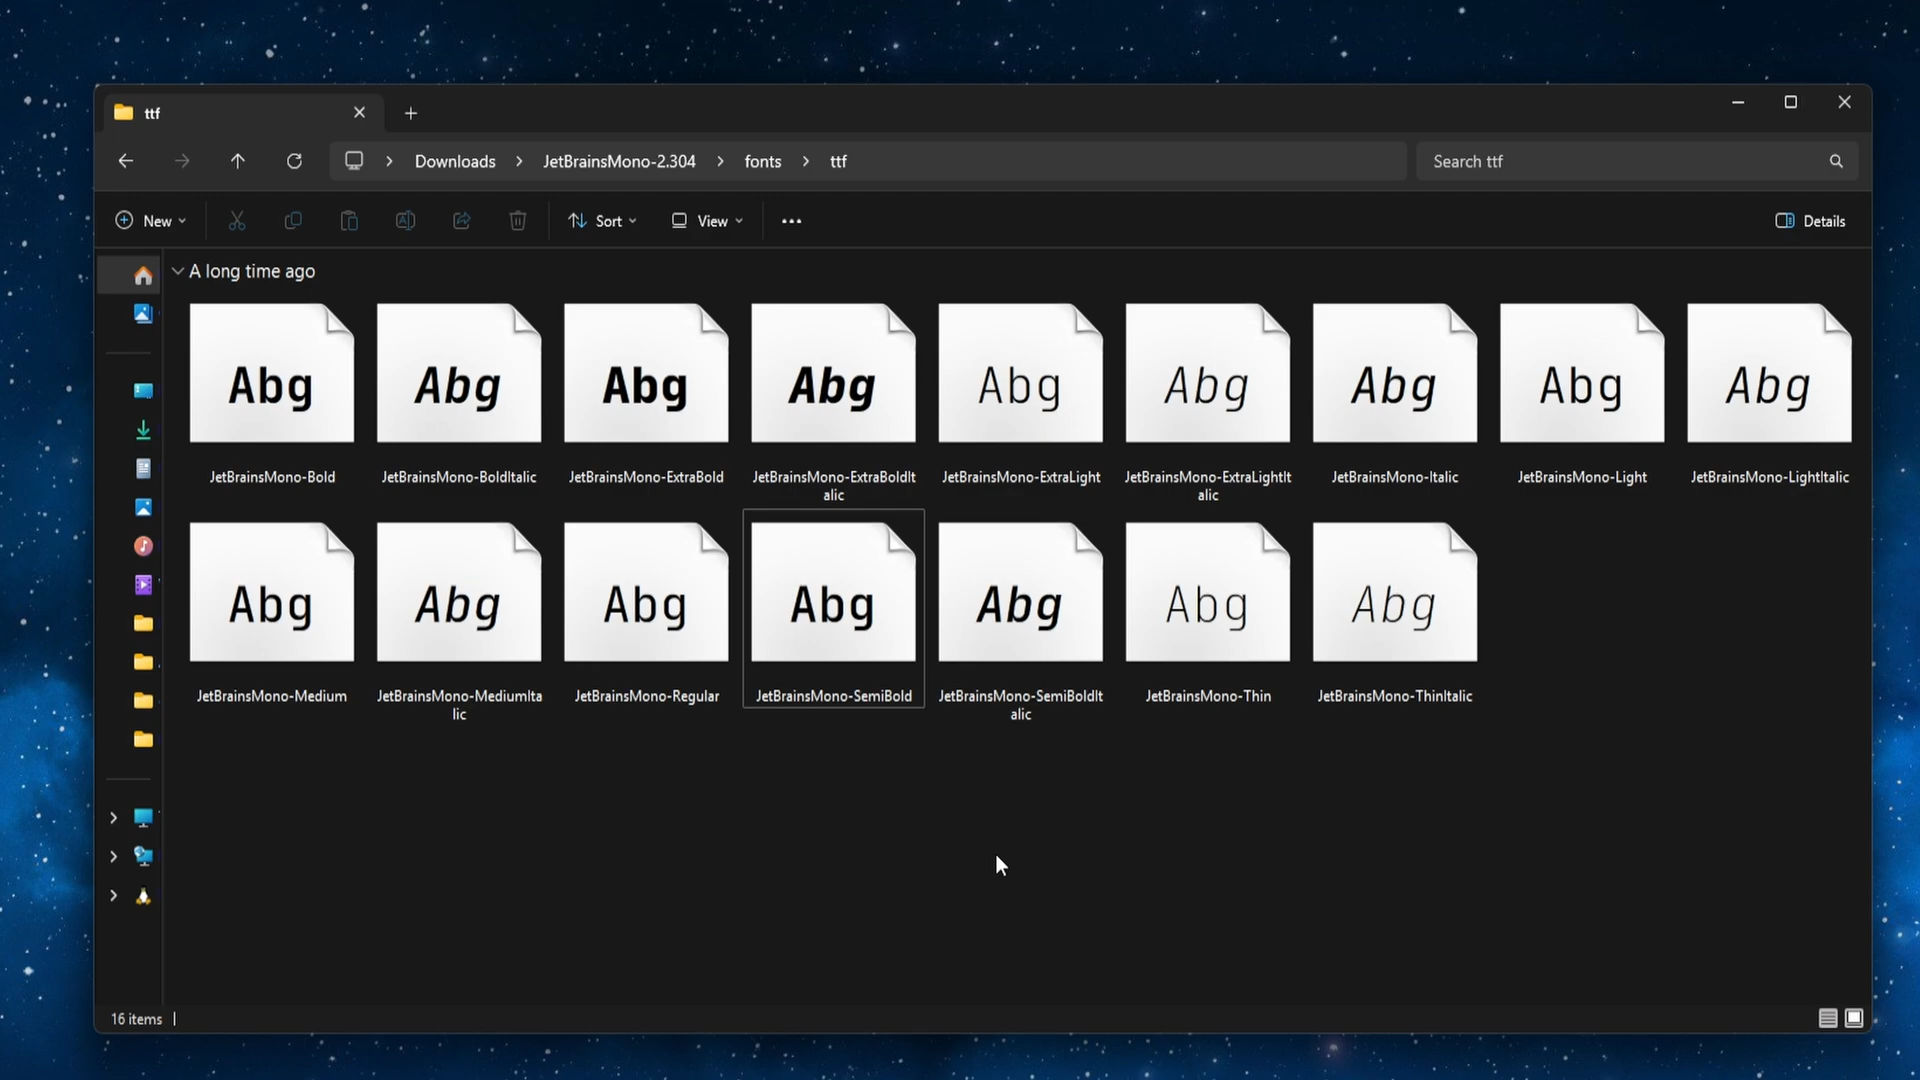 ttf
Downloads JetBrainsMono-2.304 fonts ttf
Search ttf
New
Sort
View
Details
A long time ago
Abg Abg Abg Abg Abg Abg Abg Abg Abg
JetBrainsMono-Bold JetBrainsMono-BoldItalic JetBrainsMono-ExtraBold JetBrainsMono-ExtraBoldIt JetBrainsMono-ExtraLight JetBrainsMono-ExtraLightIt JetBrainsMono-Italic JetBrainsMono-Light JetBrainsMono-LightItalic
alic alic
Abg Abg Abg Abg Abg Abg Abg
JetBrainsMono-Medium JetBrainsMono-MediumIta JetBrainsMono-Regular JetBrainsMono-SemiBold JetBrainsMono-SemiBoldIt JetBrainsMono-Thin JetBrainsMono-ThinItalic
lic alic
16 items